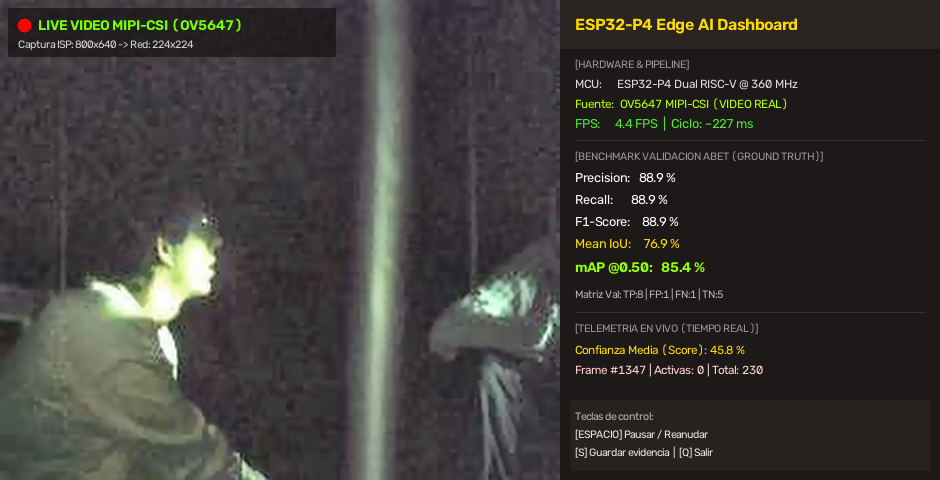 LIVE VIDEO MIPI-CSI (OV5647)
Captura ISP: 800x640 -> Red: 224x224
ESP32-P4 Edge AI Dashboard
[HARDWARE & PIPELINE]
MCU: ESP32-P4 Dual RISC-V @ 360 MHz
Fuente: OV5647 MIPI-CSI (VIDEO REAL)
FPS: 4.4 FPS | Ciclo: ~227 ms
[BENCHMARK VALIDACION ABET (GROUND TRUTH)]
Precision: 88.9 %
Recall: 88.9 %
F1-Score: 88.9 %
Mean IoU: 76.9 %
mAP @0.50: 85.4 %
Matriz Val: TP:8 | FP:1 | FN:1 | TN:5
[TELEMETRIA EN VIVO (TIEMPO REAL)]
Confianza Media (Score): 45.8 %
Frame #1347 | Activas: 0 | Total: 230
Teclas de control:
[ESPACIO] Pausar / Reanudar
[S] Guardar evidencia | [Q] Salir